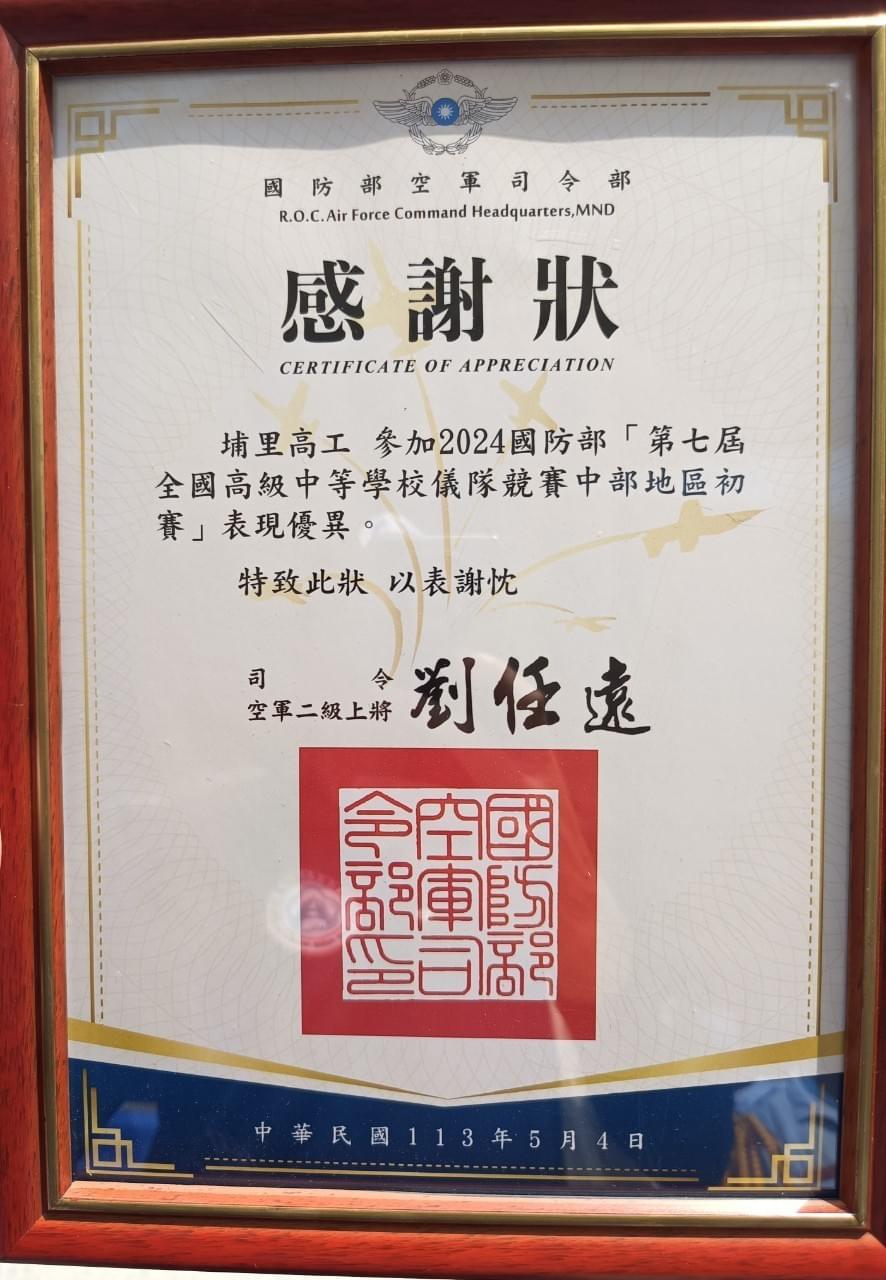 國防部空軍司令部
R.O.C. Air Force Command Headquarters,MND
感謝狀
CERTIFICATE OF APPRECIATION
埔里高工 參加2024國防部「第七屆
全國高級中等學校儀隊競賽中部地區初
賽」表現優異。
特致此狀 以表謝忱
司令
空軍二級上將 劉任遠
國防部
空軍司
令部印
中華民國113年5月4日